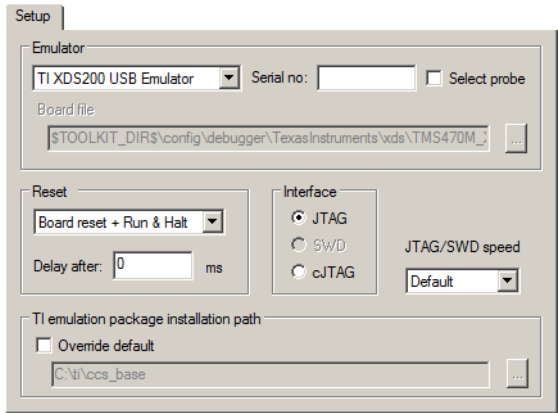 Setup
Emulator
TI XDS200 USB Emulator Serial no: Select probe
Board file
$TOOLKIT_DIR$\config\debugger\TexasInstruments\xds\TMS470M_ ...
Reset
Board reset + Run & Halt
Delay after: 0 ms
Interface
JTAG
SWD
cJTAG
JTAG/SWD speed
Default
TI emulation package installation path
Override default
C:\ti\ccs_base ...